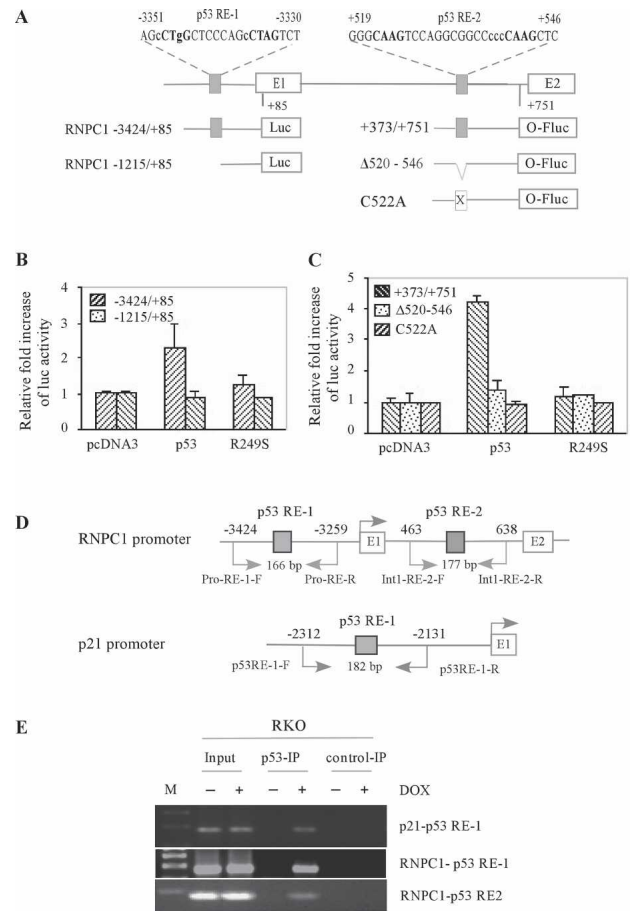 A
-3351 p53 RE-1 -3330
AGcCTgGCTCCCAGcCTAGTCT
+519 p53 RE-2 +546
GGGCAAGTCCAGGCGGCCccccCAAGCTC
E1 E2
+85 +751
RNPC1 -3424/+85 Luc
+373/+751 O-Fluc
RNPC1 -1215/+85 Luc
Δ520 - 546 O-Fluc
C522A X O-Fluc
B
Relative fold increase
of luc activity
4
3
2
1
0
-3424/+85
-1215/+85
pcDNA3 p53 R249S
C
Relative fold increase
of luc activity
5
4
3
2
1
0
+373/+751
Δ520-546
C522A
pcDNA3 p53 R249S
D
p53 RE-1 p53 RE-2
-3424 -3259 463 638
RNPC1 promoter E1 E2
166 bp 177 bp
Pro-RE-1-F Pro-RE-R Int1-RE-2-F Int1-RE-2-R
p53 RE-1
-2312 -2131
p21 promoter E1
182 bp
p53RE-1-F p53RE-1-R
E
RKO
Input p53-IP control-IP
M − + − + − + DOX
p21-p53 RE-1
RNPC1- p53 RE-1
RNPC1-p53 RE2